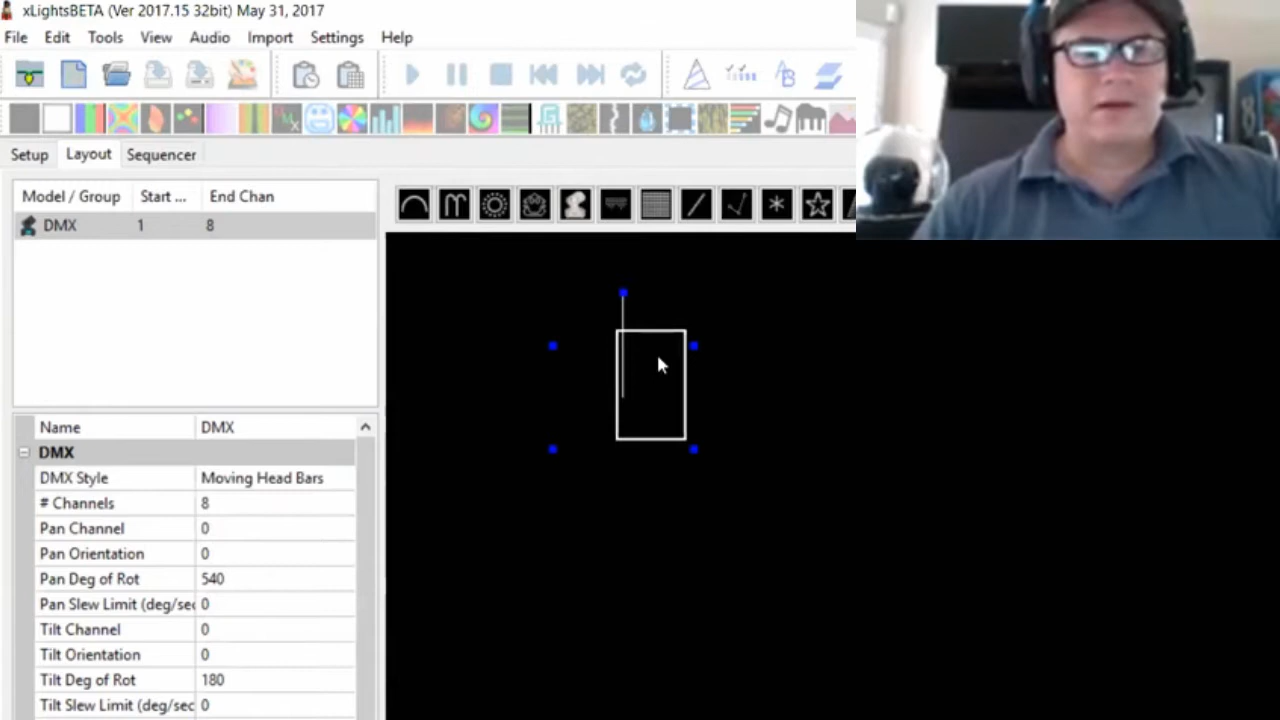 xLightsBETA (Ver 2017.15 32bit) May 31, 2017
File Edit Tools View Audio Import Settings Help
Setup Layout Sequencer
Model / Group Start ... End Chan
DMX 1 8
Name DMX
DMX
DMX Style Moving Head Bars
# Channels 8
Pan Channel 0
Pan Orientation 0
Pan Deg of Rot 540
Pan Slew Limit (deg/sec 0
Tilt Channel 0
Tilt Orientation 0
Tilt Deg of Rot 180
Tilt Slew Limit (deg/sec 0